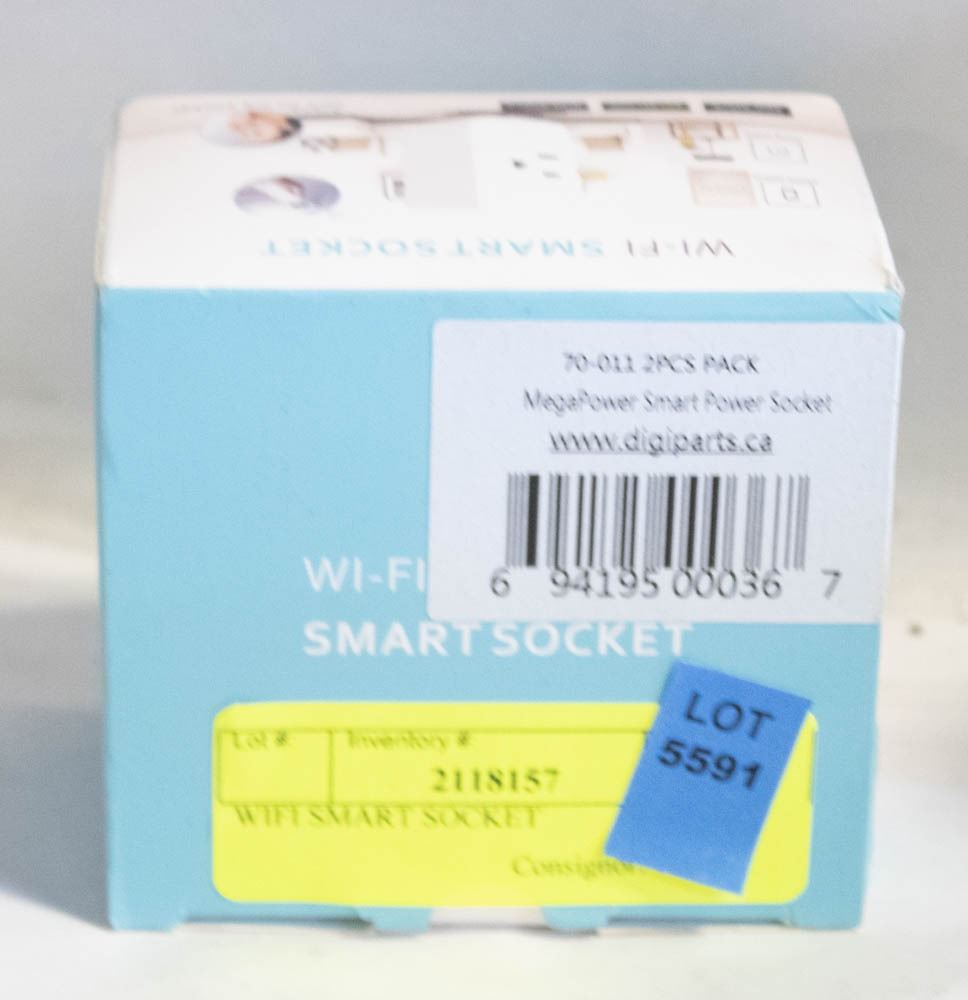 WI-FI SMART SOCKET
70-011 2PCS PACK
MegaPower Smart Power Socket
www.digiparts.ca
6 94195 00036 7
WI-FI
SMART SOCKET
LOT
5591
Lot # Inventory #
2118157
WIFI SMART SOCKET
Consignor